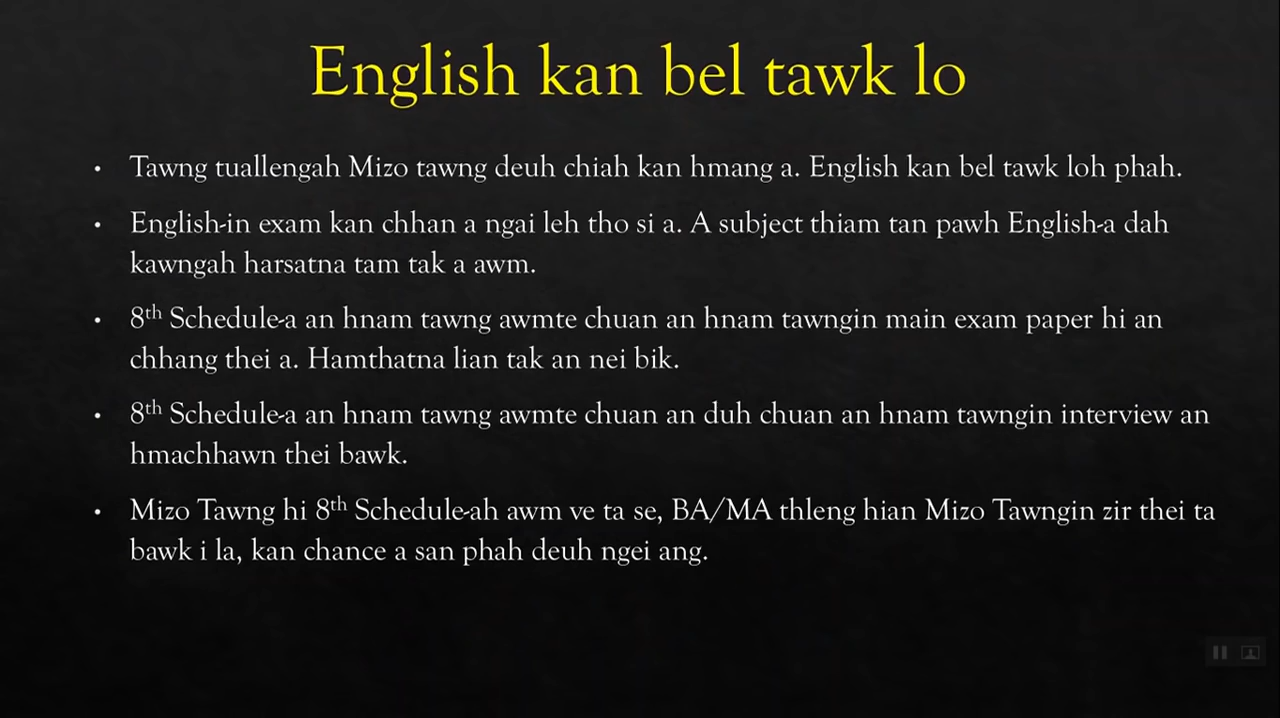 English kan bel tawk lo
• Tawng tuallengah Mizo tawng deuh chiah kan hmang a. English kan bel tawk loh phah.
• English-in exam kan chhan a ngai leh tho si a. A subject thiam tan pawh English-a dah
kawngah harsatna tam tak a awm.
• 8th Schedule-a an hnam tawng awmte chuan an hnam tawngin main exam paper hi an
chhang thei a. Hamthatna lian tak an nei bik.
• 8th Schedule-a an hnam tawng awmte chuan an duh chuan an hnam tawngin interview an
hmachhawn thei bawk.
• Mizo Tawng hi 8th Schedule-ah awm ve ta se, BA/MA thleng hian Mizo Tawngin zir thei ta
bawk i la, kan chance a san phah deuh ngei ang.